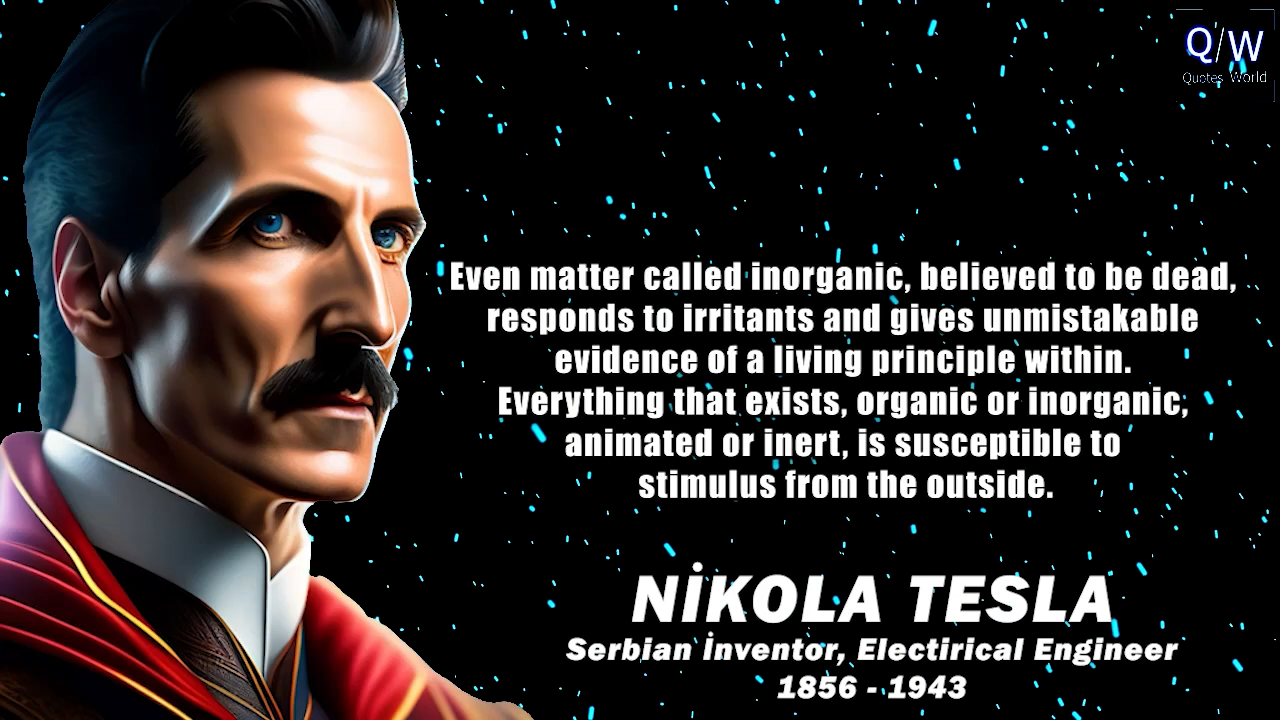 Q/W
Quotes World
Even matter called inorganic, believed to be dead,
responds to irritants and gives unmistakable
evidence of a living principle within.
Everything that exists, organic or inorganic,
animated or inert, is susceptible to
stimulus from the outside.
NİKOLA TESLA
Serbian İnventor, Electirical Engineer
1856 - 1943